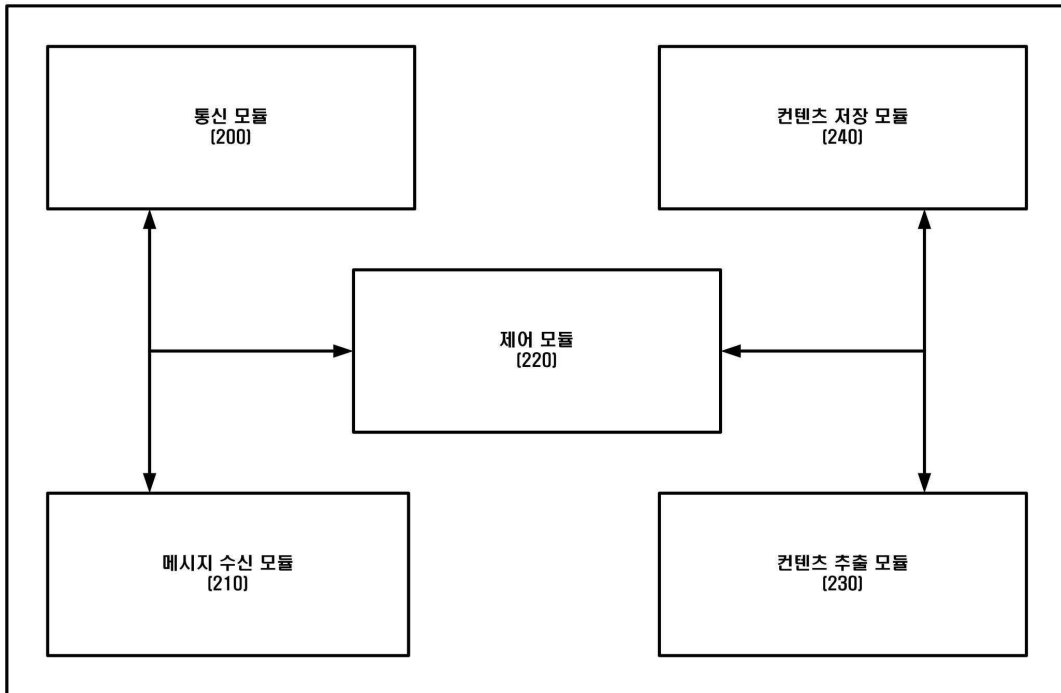 통신 모듈
(200)
컨텐츠 저장 모듈
(240)
제어 모듈
(220)
메시지 수신 모듈
(210)
컨텐츠 추출 모듈
(230)